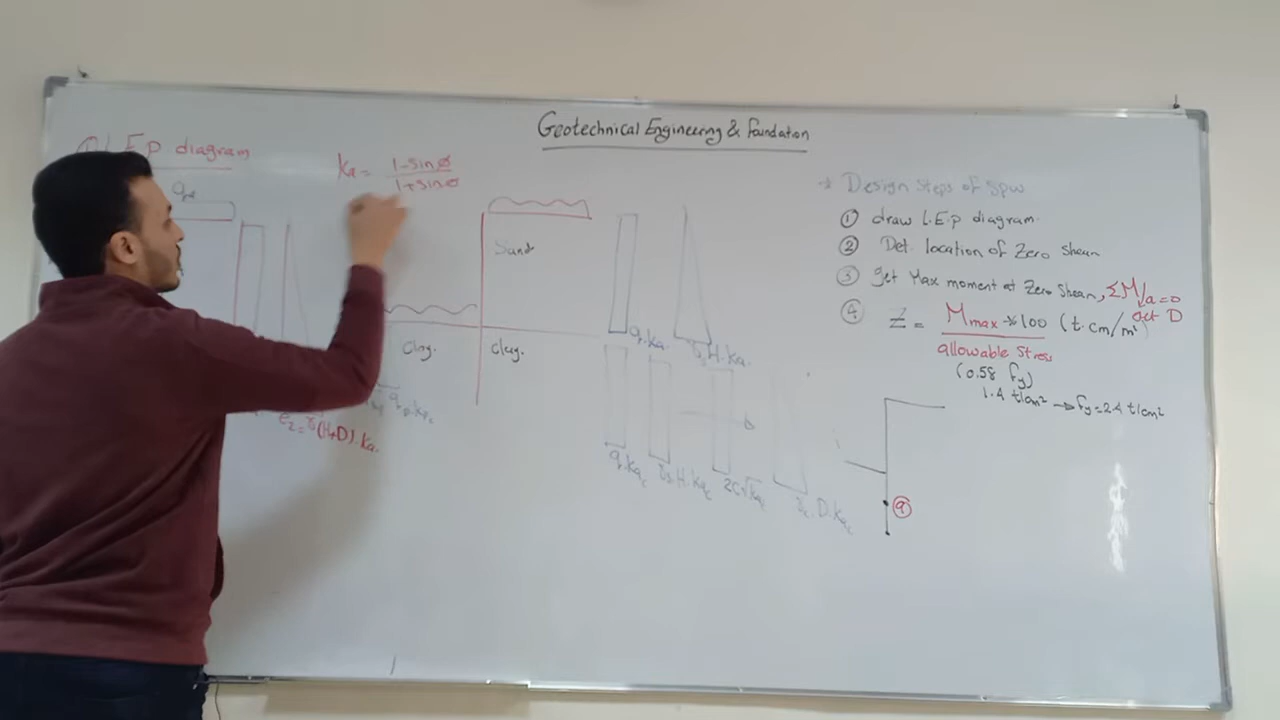 Geotechnical Engineering & Foundation
L.E.p diagram
Ka = 1-sinø
1+sinø
e2=γ(H+D).Ka.
Sand
Clay.
Clay.
q.Ka.
γsH.Ka.
q.Kac
γs.H.Kac
2c√Kac
γc.D.Kac
* Design Steps of Spw
① draw L.E.p diagram.
② Det. location of Zero shear
③ get Max moment at Zero Shear, ΣM/a=0
get D
④ Z = Mmax*100 (t.cm/m')
allowable stress
(0.58 fy)
1.4 t/cm² → fy=2.4 t/cm²
ⓐ